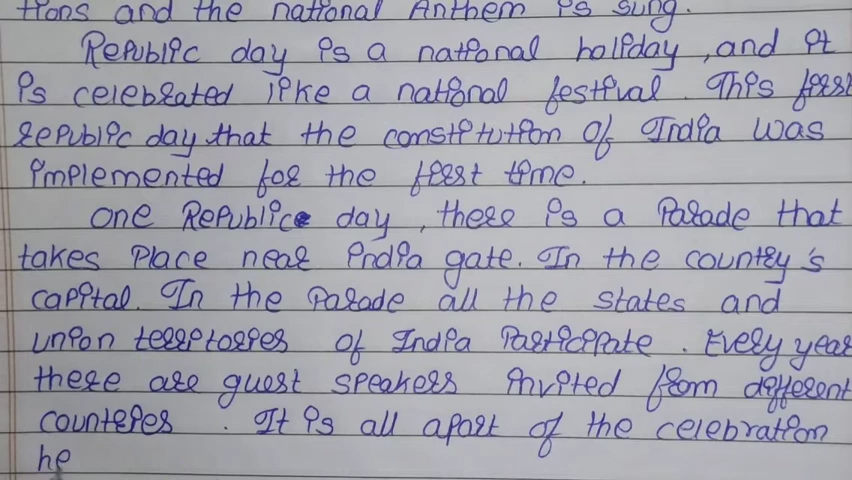 tions and the national Anthem is sung.
Republic day is a national holiday, and it
is celebrated like a national festival. This first
republic day that the constitution of India was
implemented for the first time.
One Republice day, there is a Parade that
takes Place near India gate. In the country's
capital. In the Parade all the states and
union territories of India Participate. Every year
there are guest speakers invited from different
counteries. It is all apart of the celebration
he